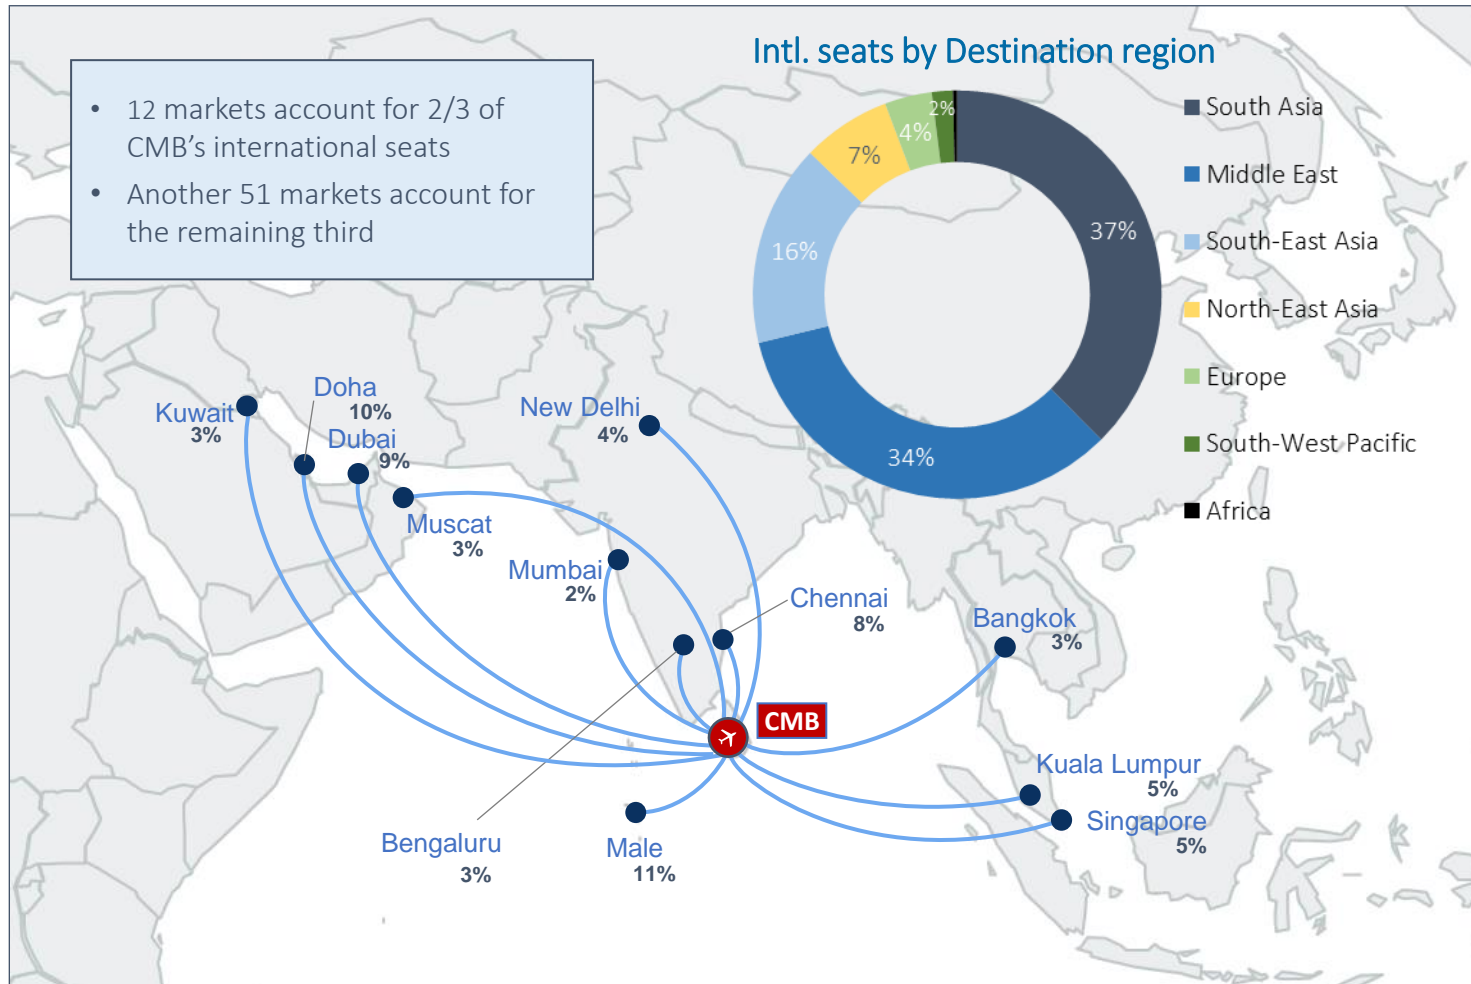 Intl. seats by Destination region
• 12 markets account for 2/3 of
CMB's international seats
• Another 51 markets account for
the remaining third
2%
4%
7%
16%
37%
34%
South Asia
Middle East
South-East Asia
North-East Asia
Europe
South-West Pacific
Africa
Kuwait
3%
Doha
10%
Dubai
9%
New Delhi
4%
Muscat
3%
Mumbai
2%
Chennai
8%
Bangkok
3%
CMB
Kuala Lumpur
5%
Singapore
5%
Bengaluru
3%
Male
11%